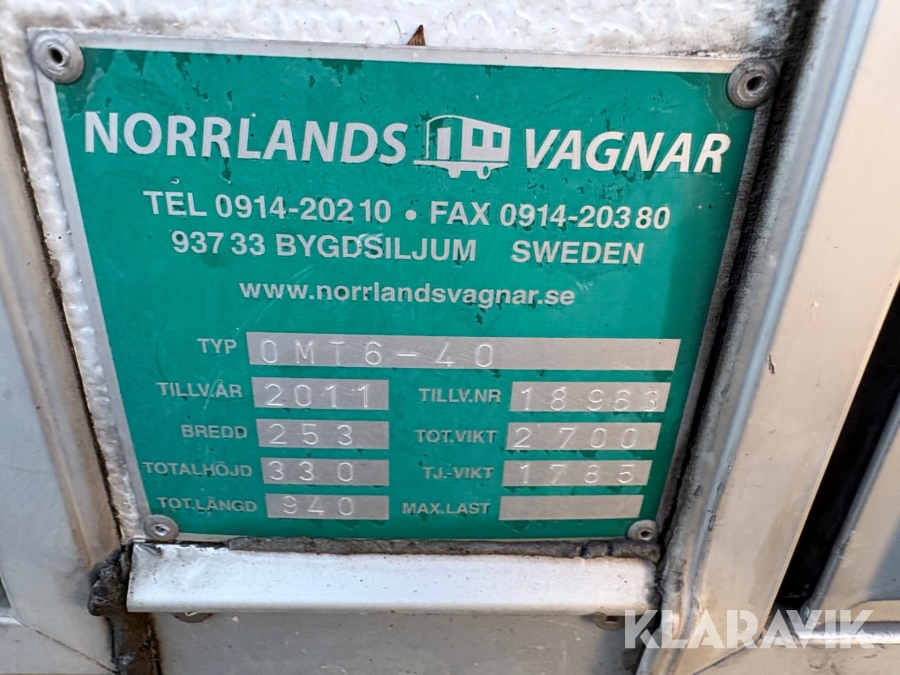 NORRLANDS VAGNAR
TEL 0914-202 10 • FAX 0914-203 80
937 33 BYGDSILJUM SWEDEN
www.norrlandsvagnar.se
TYP OMT6-40
TILLV.ÅR 2011 TILLV.NR 18963
BREDD 253 TOT.VIKT 2700
TOTALHÖJD 330 TJ.-VIKT 1785
TOT.LÄNGD 940 MAX.LAST
KLARAVIK